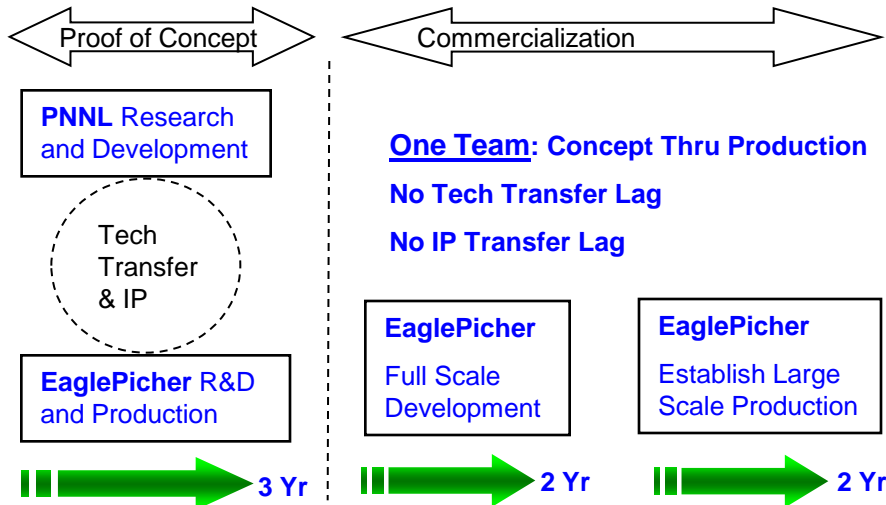 Proof of Concept
Commercialization
PNNL Research
and Development
Tech
Transfer
& IP
EaglePicher R&D
and Production
3 Yr
One Team: Concept Thru Production
No Tech Transfer Lag
No IP Transfer Lag
EaglePicher
Full Scale
Development
2 Yr
EaglePicher
Establish Large
Scale Production
2 Yr